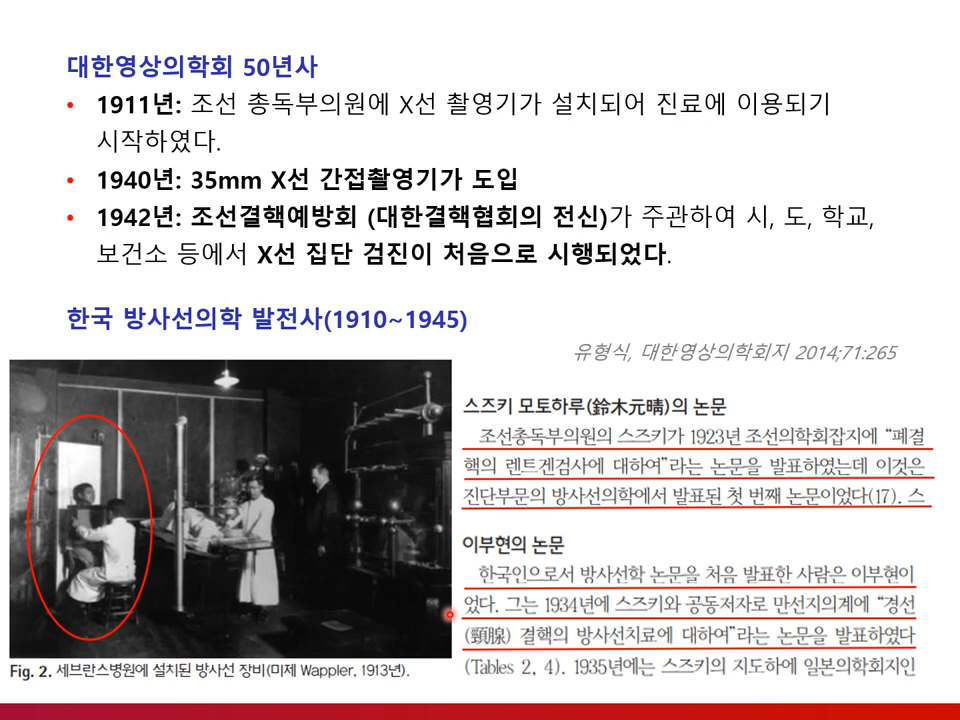 대한영상의학회 50년사
• 1911년: 조선 총독부의원에 X선 촬영기가 설치되어 진료에 이용되기
시작하였다.
• 1940년: 35mm X선 간접촬영기가 도입
• 1942년: 조선결핵예방회 (대한결핵협회의 전신)가 주관하여 시, 도, 학교,
보건소 등에서 X선 집단 검진이 처음으로 시행되었다.
한국 방사선의학 발전사(1910~1945)
유형식, 대한영상의학회지 2014;71:265
스즈키 모토하루(鈴木元晴)의 논문
조선총독부의원의 스즈키가 1923년 조선의학회잡지에 “폐결
핵의 렌트겐검사에 대하여”라는 논문을 발표하였는데 이것은
진단부문의 방사선의학에서 발표된 첫 번째 논문이었다(17). 스
이부현의 논문
한국인으로서 방사선학 논문을 처음 발표한 사람은 이부현이
었다. 그는 1934년에 스즈키와 공동저자로 만선지의계에 “경선
(頸腺) 결핵의 방사선치료에 대하여”라는 논문을 발표하였다
(Tables 2, 4). 1935년에는 스즈키의 지도하에 일본의학회지인
Fig. 2. 세브란스병원에 설치된 방사선 장비(미제 Wappler, 1913년).